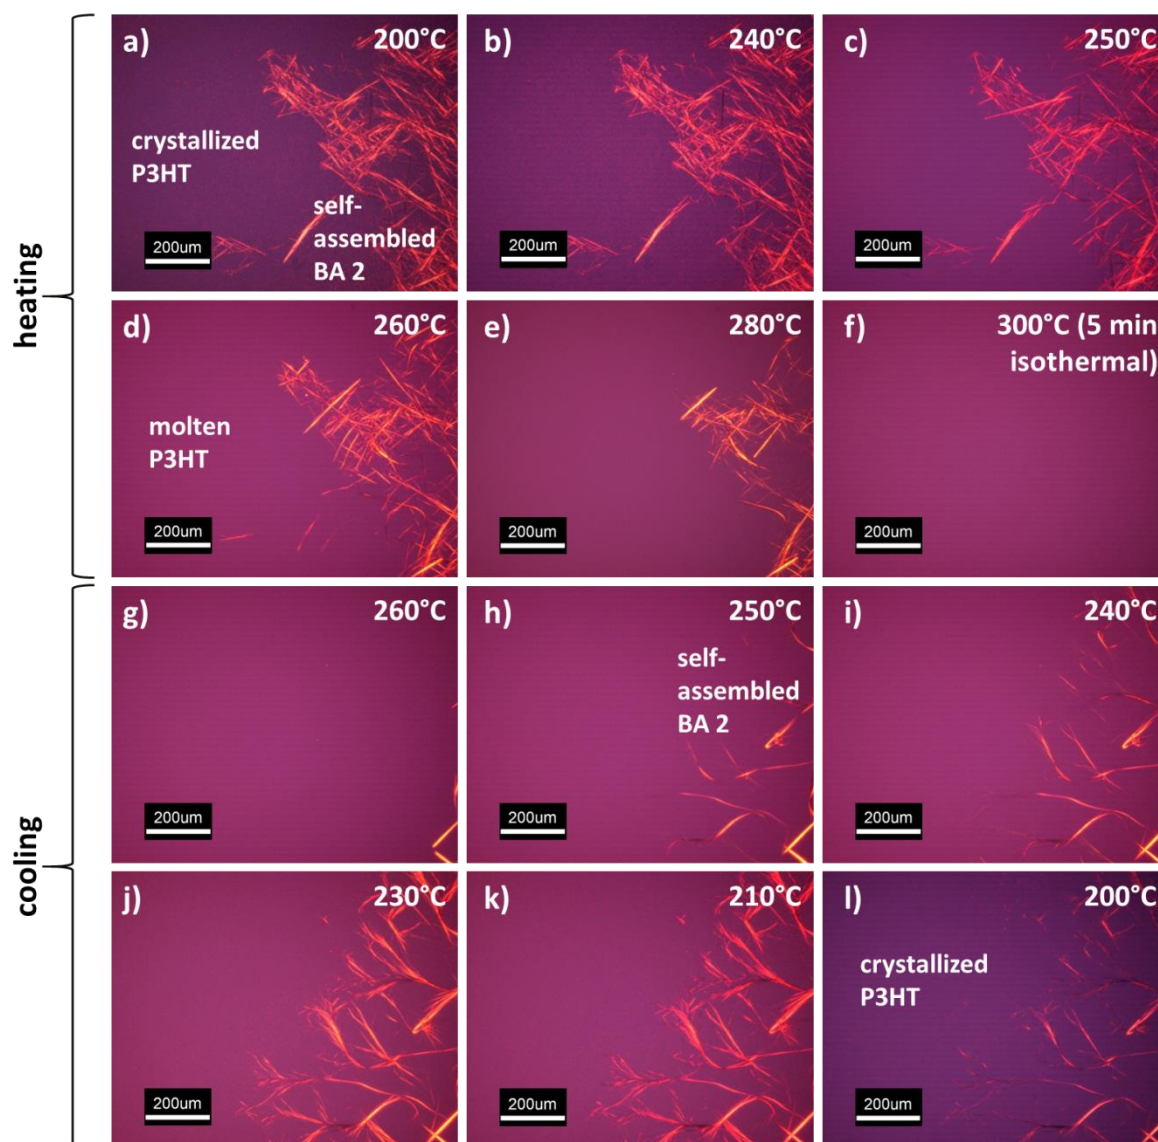 heating
a)
200°C
crystallized
P3HT
self-
assembled
BA 2
200um
b)
240°C
200um
c)
250°C
200um
d)
260°C
molten
P3HT
200um
e)
280°C
200um
f)
300°C (5 min
isothermal)
200um
cooling
g)
260°C
200um
h)
250°C
self-
assembled
BA 2
200um
i)
240°C
200um
j)
230°C
200um
k)
210°C
200um
l)
200°C
crystallized
P3HT
200um